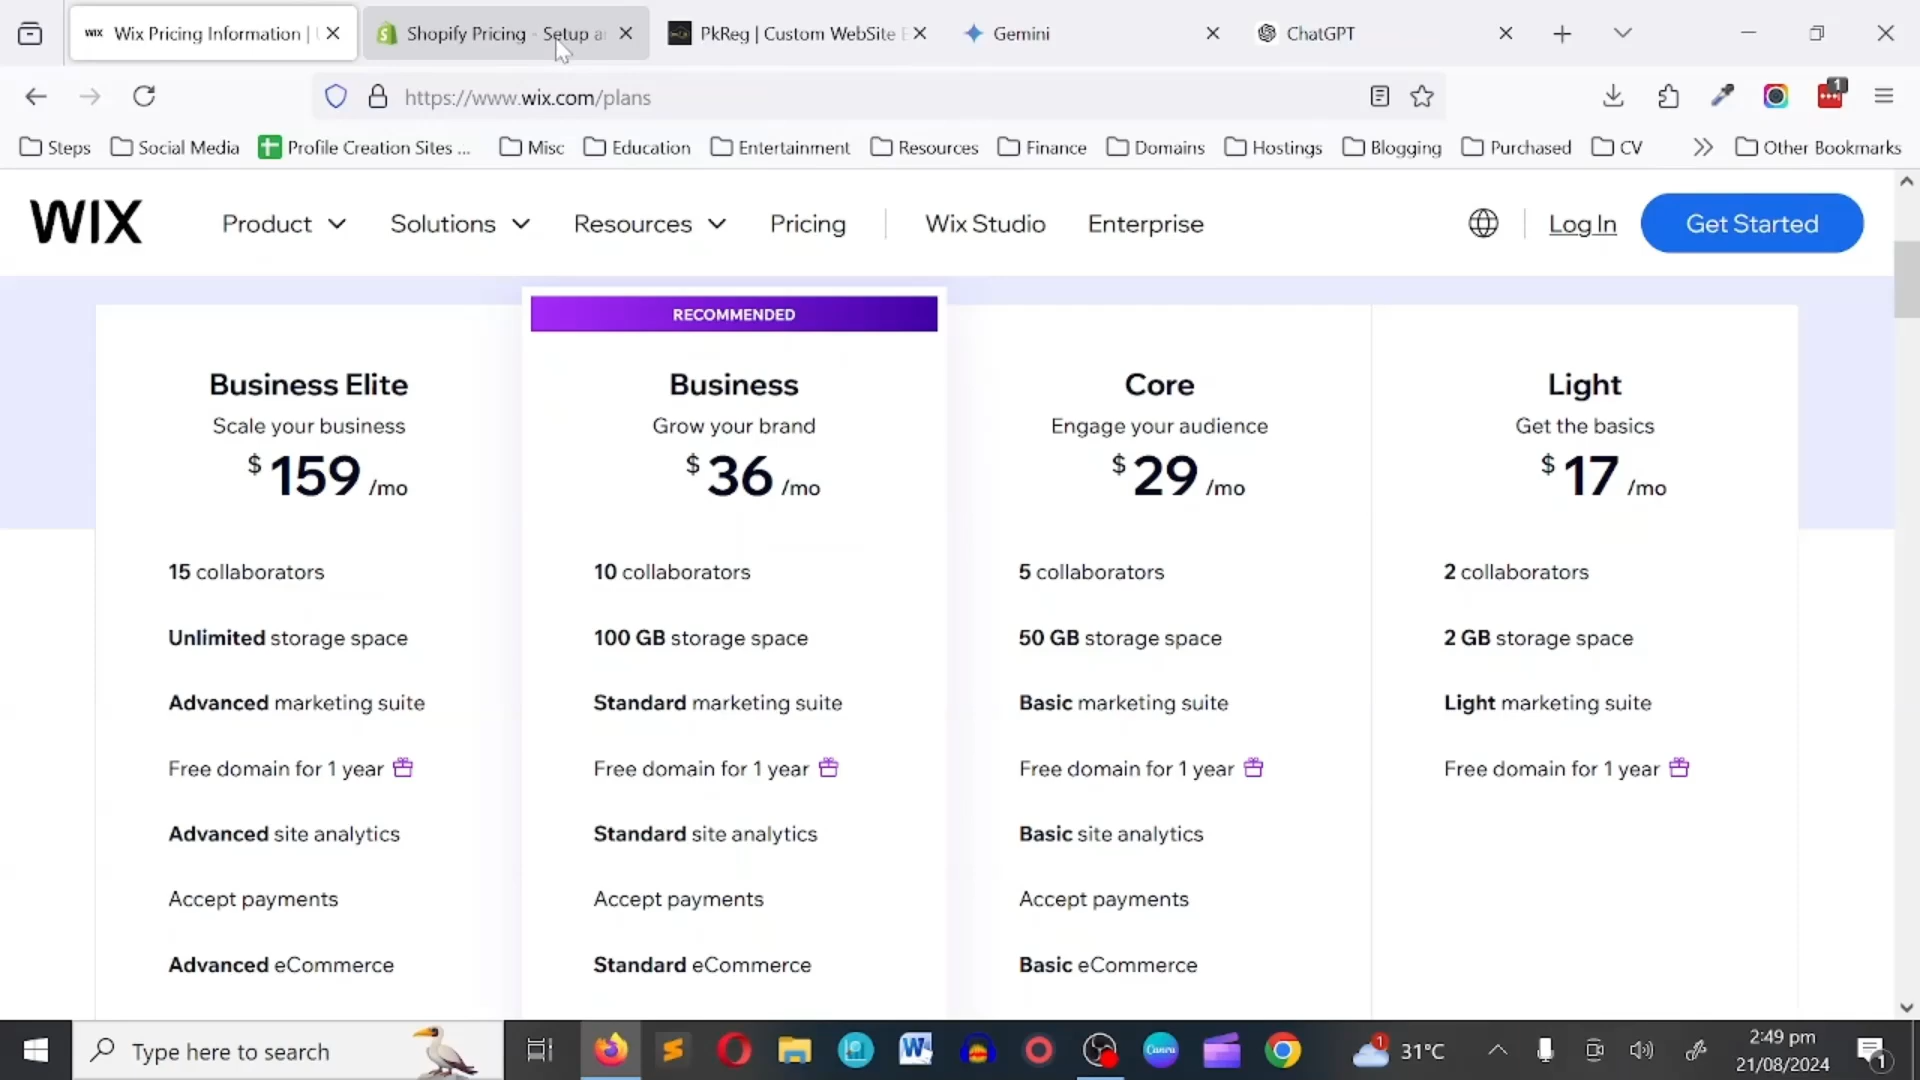 WIX Wix Pricing Information |
Shopify Pricing - Setup a
PkReg | Custom WebSite
Gemini
ChatGPT
https://www.wix.com/plans
1
Steps
Social Media
Profile Creation Sites ...
Misc
Education
Entertainment
Resources
Finance
Domains
Hostings
Blogging
Purchased
CV
Other Bookmarks
WIX
Product
Solutions
Resources
Pricing
Wix Studio
Enterprise
Log In
Get Started
Business Elite
Scale your business
$ 159 /mo
15 collaborators
Unlimited storage space
Advanced marketing suite
Free domain for 1 year
Advanced site analytics
Accept payments
Advanced eCommerce
RECOMMENDED
Business
Grow your brand
$ 36 /mo
10 collaborators
100 GB storage space
Standard marketing suite
Free domain for 1 year
Standard site analytics
Accept payments
Standard eCommerce
Core
Engage your audience
$ 29 /mo
5 collaborators
50 GB storage space
Basic marketing suite
Free domain for 1 year
Basic site analytics
Accept payments
Basic eCommerce
Light
Get the basics
$ 17 /mo
2 collaborators
2 GB storage space
Light marketing suite
Free domain for 1 year
Type here to search
Canva
1
31°C
2:49 pm
21/08/2024
1